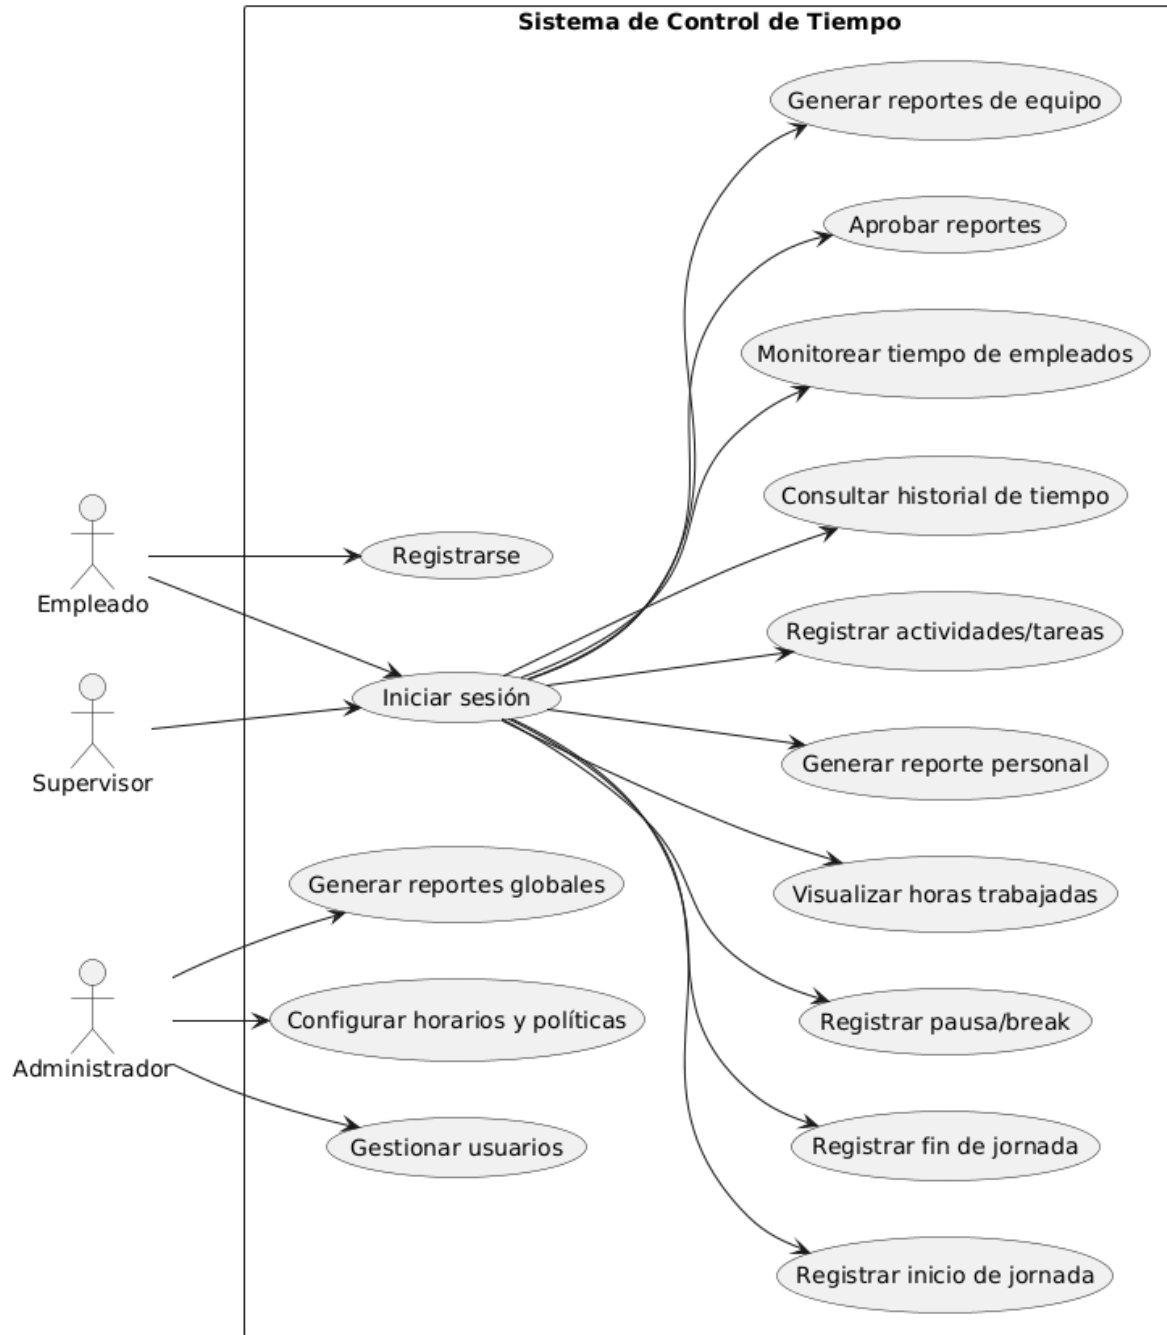 Sistema de Control de Tiempo
Generar reportes de equipo
Aprobar reportes
Monitorear tiempo de empleados
Consultar historial de tiempo
Registrarse
Empleado
Registrar actividades/tareas
Iniciar sesión
Supervisor
Generar reporte personal
Generar reportes globales
Visualizar horas trabajadas
Configurar horarios y políticas
Registrar pausa/break
Administrador
Gestionar usuarios
Registrar fin de jornada
Registrar inicio de jornada